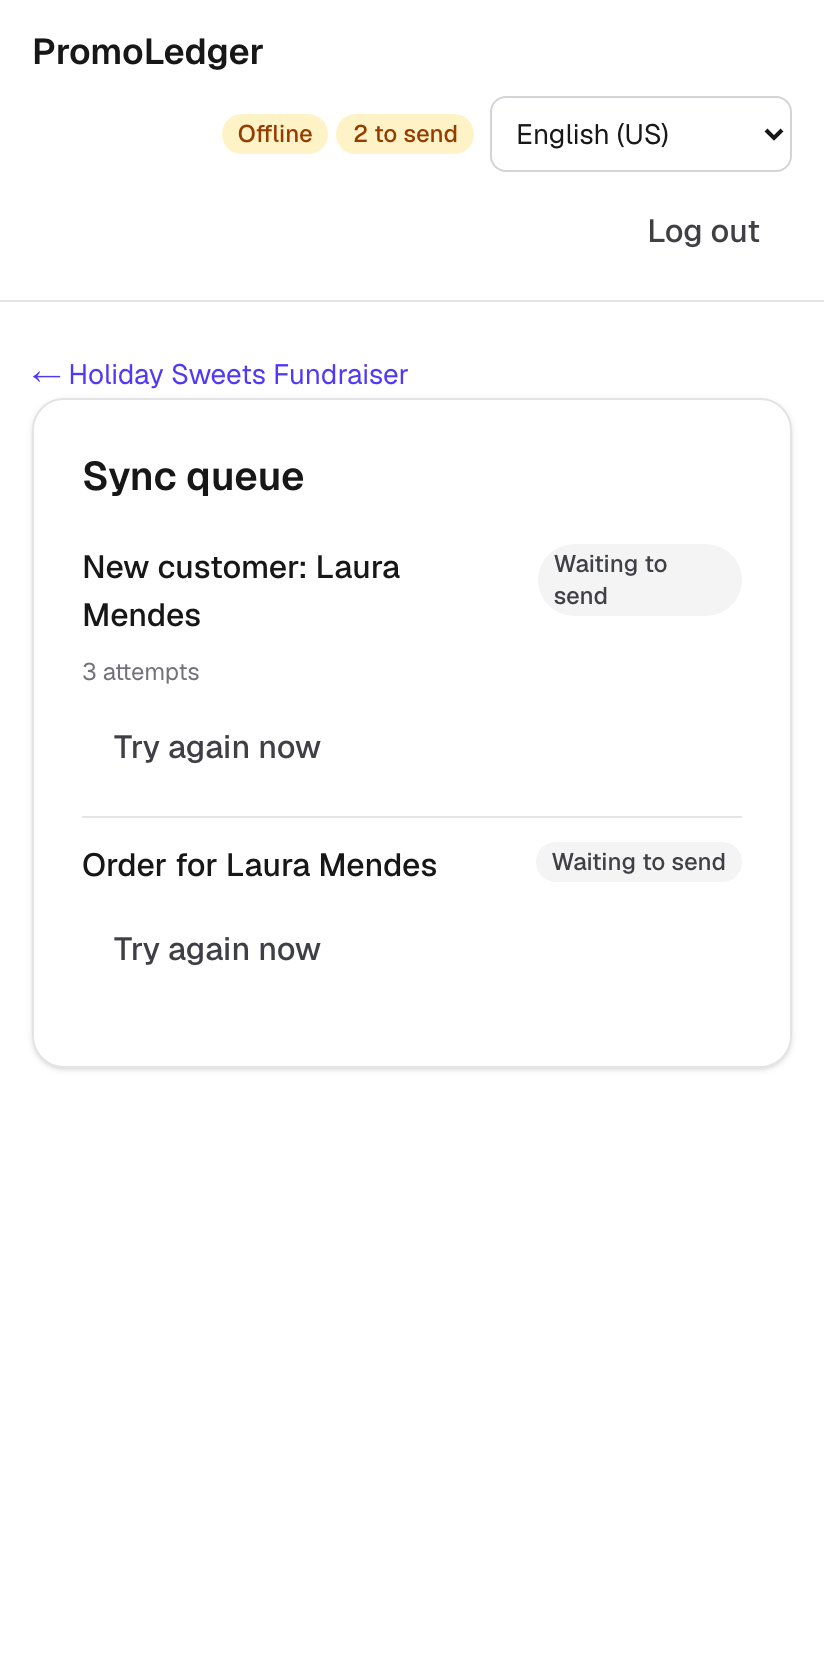 PromoLedger
Offline
2 to send
English (US)
Log out
← Holiday Sweets Fundraiser
Sync queue
New customer: Laura
Mendes
Waiting to
send
3 attempts
Try again now
Order for Laura Mendes
Waiting to send
Try again now